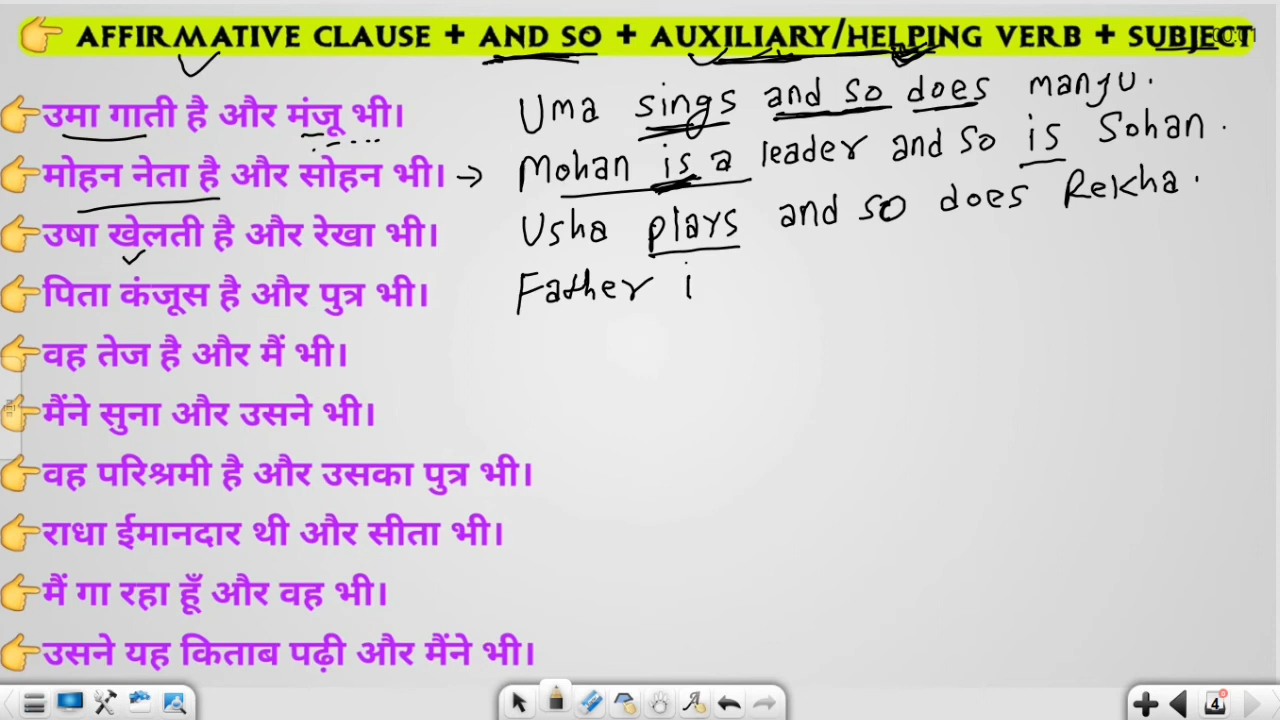 👉 AFFIRMATIVE CLAUSE + AND SO + AUXILIARY/HELPING VERB + SUBJECT
👉उमा गाती है और मंजू भी। Uma sings and so does manju.
👉मोहन नेता है और सोहन भी। → Mohan is a leader and so is Sohan.
👉उषा खेलती है और रेखा भी। Usha plays and so does Rekha.
👉पिता कंजूस है और पुत्र भी। Father i
👉वह तेज है और मैं भी।
👉मैंने सुना और उसने भी।
👉वह परिश्रमी है और उसका पुत्र भी।
👉राधा ईमानदार थी और सीता भी।
👉मैं गा रहा हूँ और वह भी।
👉उसने यह किताब पढ़ी और मैंने भी।
4